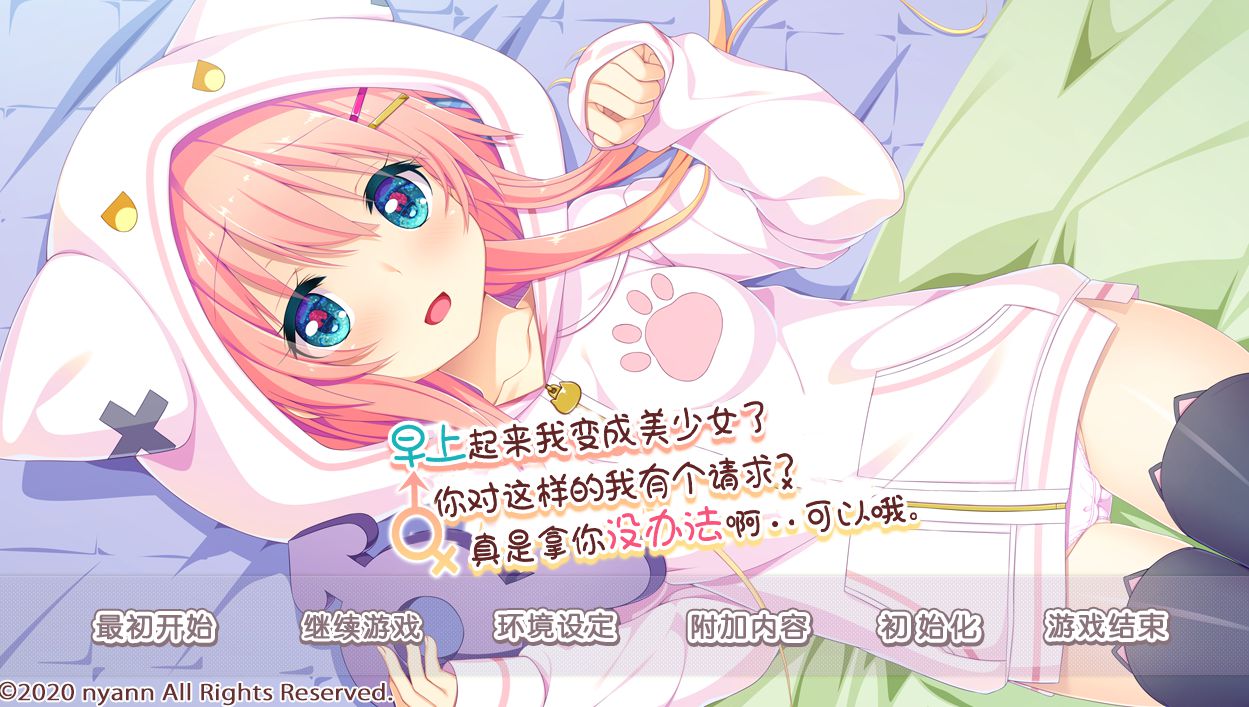 早上起来我变成美少女了
你对这样的我有个请求?
真是拿你没办法啊··可以哦。
最初开始 继续游戏 环境设定 附加内容 初始化 游戏结束
©2020 nyann All Rights Reserved.